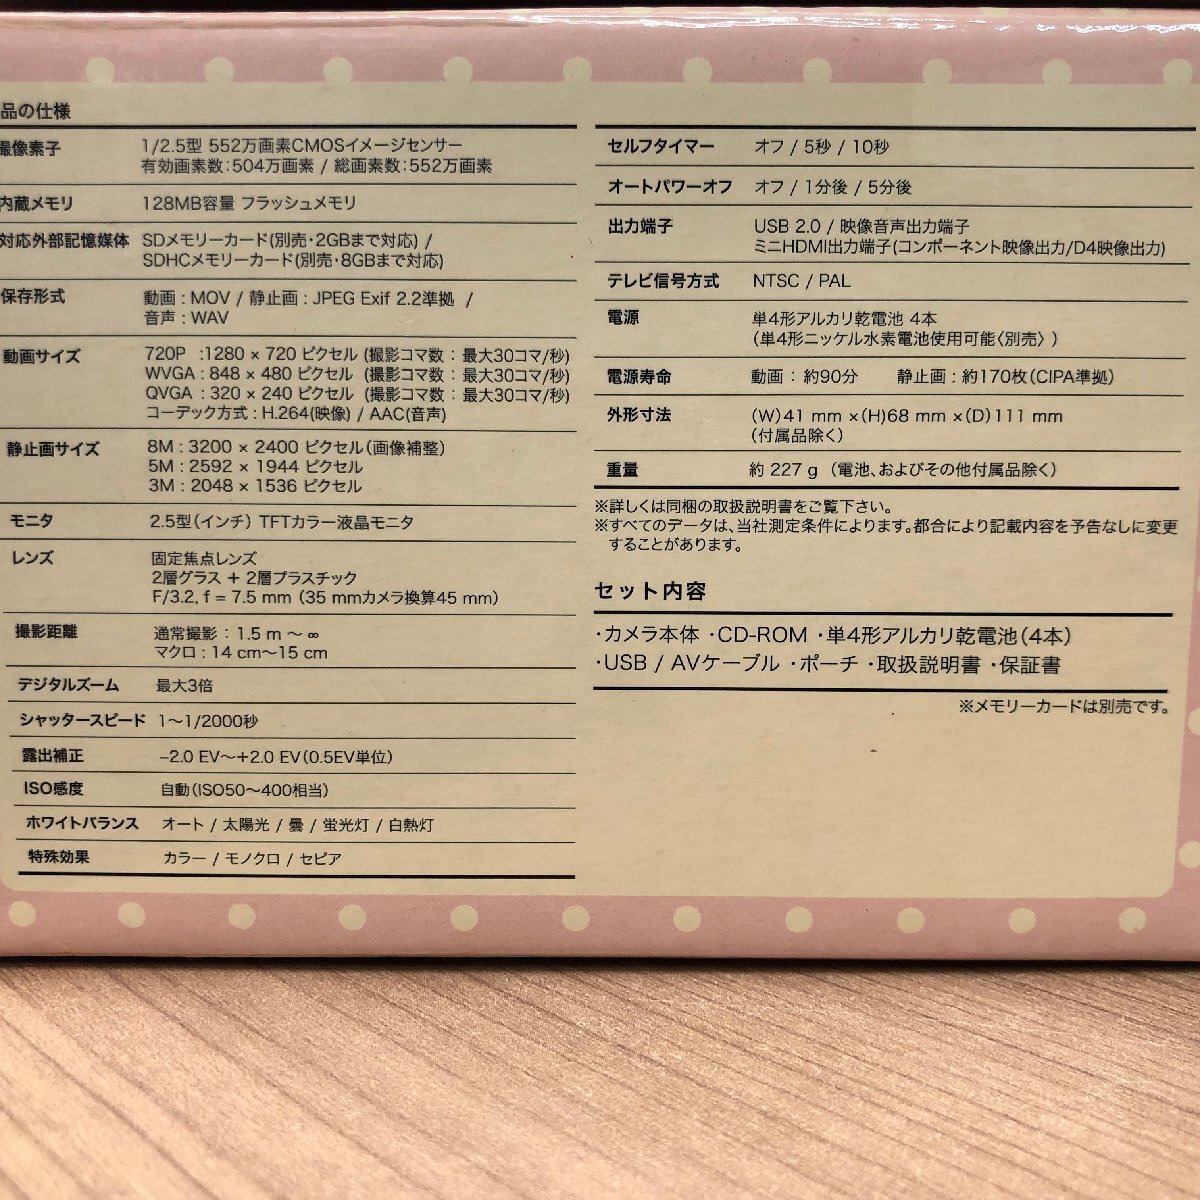 品の仕様
撮像素子 1/2.5型 552万画素CMOSイメージセンサー
有効画素数:504万画素 / 総画素数:552万画素
内蔵メモリ 128MB容量 フラッシュメモリ
対応外部記憶媒体 SDメモリーカード(別売・2GBまで対応) /
SDHCメモリーカード(別売・8GBまで対応)
保存形式 動画 : MOV / 静止画 : JPEG Exif 2.2準拠 /
音声 : WAV
動画サイズ 720P :1280 × 720 ピクセル (撮影コマ数 : 最大30コマ/秒)
WVGA : 848 × 480 ピクセル (撮影コマ数 : 最大30コマ/秒)
QVGA : 320 × 240 ピクセル (撮影コマ数 : 最大30コマ/秒)
コーデック方式 : H.264(映像) / AAC(音声)
静止画サイズ 8M : 3200 × 2400 ピクセル(画像補整)
5M : 2592 × 1944 ピクセル
3M : 2048 × 1536 ピクセル
モニタ 2.5型(インチ) TFTカラー液晶モニタ
レンズ 固定焦点レンズ
2層グラス + 2層プラスチック
F/3.2, f = 7.5 mm (35 mmカメラ換算45 mm)
撮影距離 通常撮影 : 1.5 m 〜 ∞
マクロ : 14 cm〜15 cm
デジタルズーム 最大3倍
シャッタースピード 1〜1/2000秒
露出補正 −2.0 EV〜+2.0 EV(0.5EV単位)
ISO感度 自動(ISO50〜400相当)
ホワイトバランス オート / 太陽光 / 曇 / 蛍光灯 / 白熱灯
特殊効果 カラー / モノクロ / セピア
セルフタイマー オフ / 5秒 / 10秒
オートパワーオフ オフ / 1分後 / 5分後
出力端子 USB 2.0 / 映像音声出力端子
ミニHDMI出力端子(コンポーネント映像出力/D4映像出力)
テレビ信号方式 NTSC / PAL
電源 単4形アルカリ乾電池 4本
(単4形ニッケル水素電池使用可能〈別売〉)
電源寿命 動画 : 約90分 静止画 : 約170枚(CIPA準拠)
外形寸法 (W)41 mm ×(H)68 mm ×(D)111 mm
(付属品除く)
重量 約 227 g (電池、およびその他付属品除く)
※詳しくは同梱の取扱説明書をご覧下さい。
※すべてのデータは、当社測定条件によります。都合により記載内容を予告なしに変更
することがあります。
セット内容
・カメラ本体 ・CD-ROM ・単4形アルカリ乾電池(4本)
・USB / AVケーブル ・ポーチ ・取扱説明書 ・保証書
※メモリーカードは別売です。